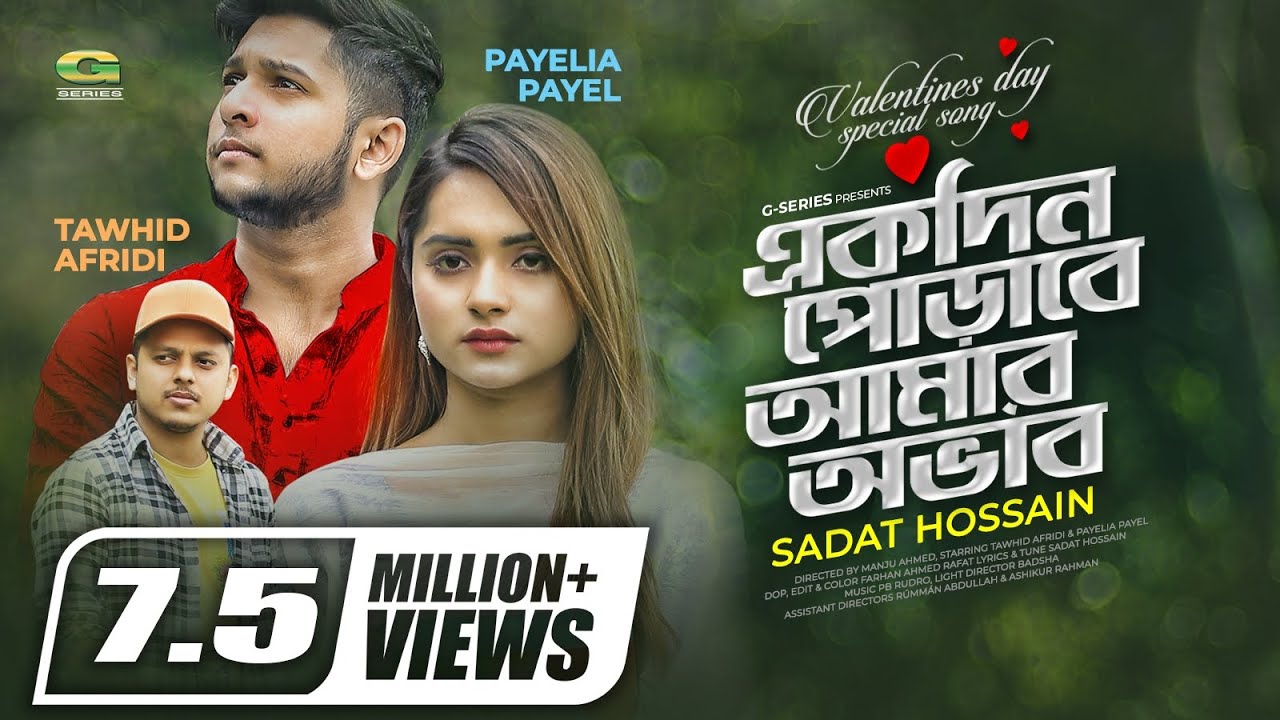 G
SERIES
PAYELIA
PAYEL
TAWHID
AFRIDI
Valentines day
special song
G-SERIES PRESENTS
একদিন
পোড়াবে
আমার
অভাব
SADAT HOSSAIN
DIRECTED BY MANJU AHMED, STARRING TAWHID AFRIDI & PAYELIA PAYEL
DOP, EDIT & COLOR FARHAN AHMED RAFAT LYRICS & TUNE SADAT HOSSAIN
MUSIC PB RUDRO, LIGHT DIRECTOR BADSHA
ASSISTANT DIRECTORS RUMMAN ABDULLAH & ASHIKUR RAHMAN
7.5
MILLION+
VIEWS